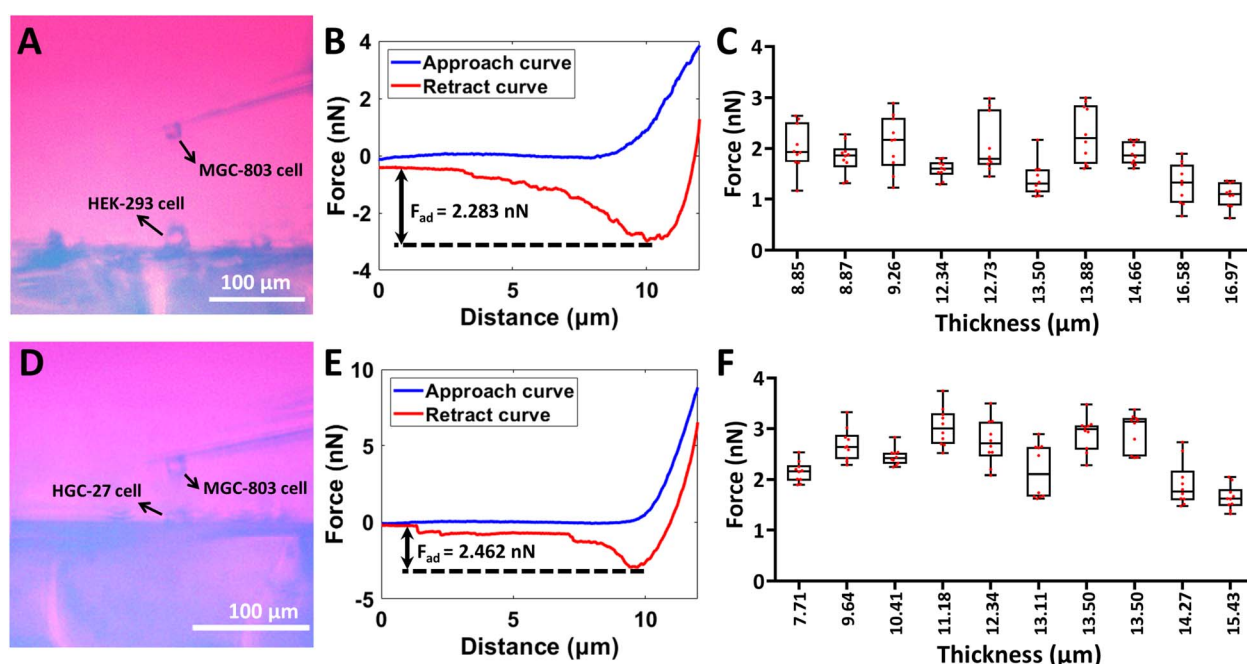 A
MGC-803 cell
HEK-293 cell
100 µm
B
Approach curve
Retract curve
F_ad = 2.283 nN
Force (nN)
4
2
0
-2
-4
0
5
10
Distance (µm)
C
Force (nN)
4
3
2
1
0
8.85
8.87
9.26
12.34
12.73
13.50
13.88
14.66
16.58
16.97
Thickness (µm)
D
HGC-27 cell
MGC-803 cell
100 µm
E
Approach curve
Retract curve
F_ad = 2.462 nN
Force (nN)
10
5
0
-5
0
5
10
Distance (µm)
F
Force (nN)
4
3
2
1
0
7.71
9.64
10.41
11.18
12.34
13.11
13.50
13.50
14.27
15.43
Thickness (µm)